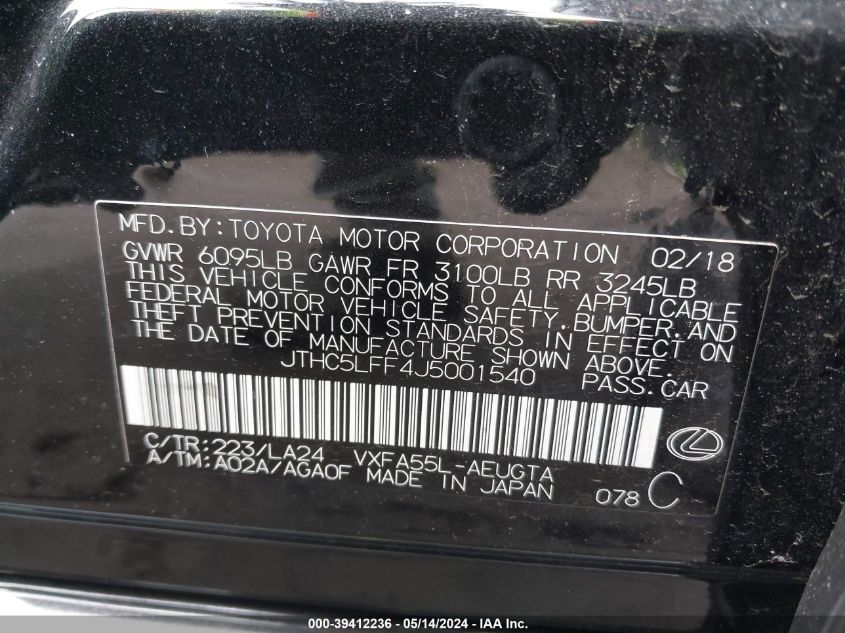 MFD.BY:TOYOTA MOTOR CORPORATION 02/18
GVWR 6095LB GAWR FR 3100LB RR 3245LB
THIS VEHICLE CONFORMS TO ALL APPLICABLE
FEDERAL MOTOR VEHICLE SAFETY,BUMPER,AND
THEFT PREVENTION STANDARDS IN EFFECT ON
THE DATE OF MANUFACTURE SHOWN ABOVE.
JTHC5LFF4J5001540 PASS.CAR
C/TR:223/LA24 VXFA55L-AEUGTA
A/TM:A02A/AGA0F MADE IN JAPAN 078 C
000-39412236 / 05/14/2024 - IAA Inc.